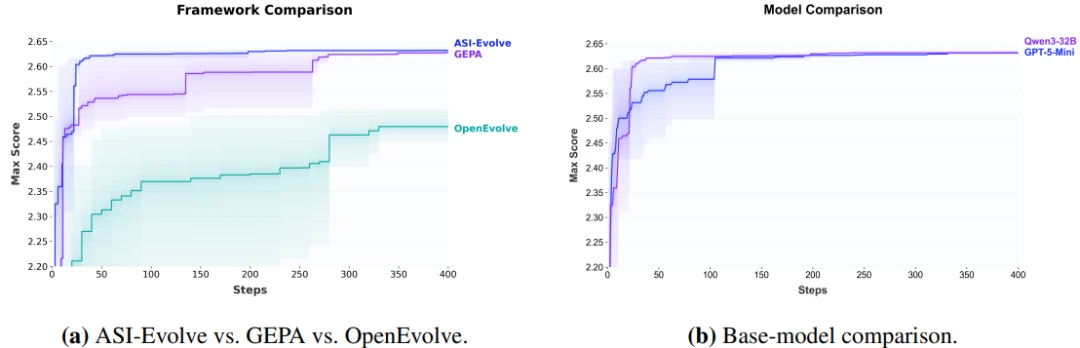 Framework Comparison
Max Score
2.65
2.60
2.55
2.50
2.45
2.40
2.35
2.30
2.25
2.20
0 50 100 150 200 250 300 350 400
Steps
ASI-Evolve
GEPA
OpenEvolve
(a) ASI-Evolve vs. GEPA vs. OpenEvolve.
Model Comparison
Max Score
2.65
2.60
2.55
2.50
2.45
2.40
2.35
2.30
2.25
2.20
0 50 100 150 200 250 300 350 400
Steps
Qwen3-32B
GPT-5-Mini
(b) Base-model comparison.